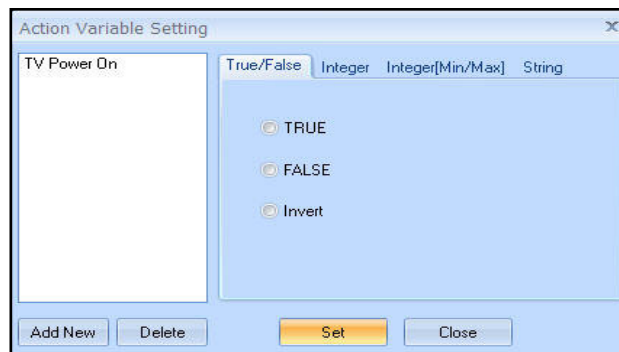 Action Variable Setting
TV Power On
True/False Integer Integer[Min/Max] String
TRUE
FALSE
Invert
Add New Delete Set Close